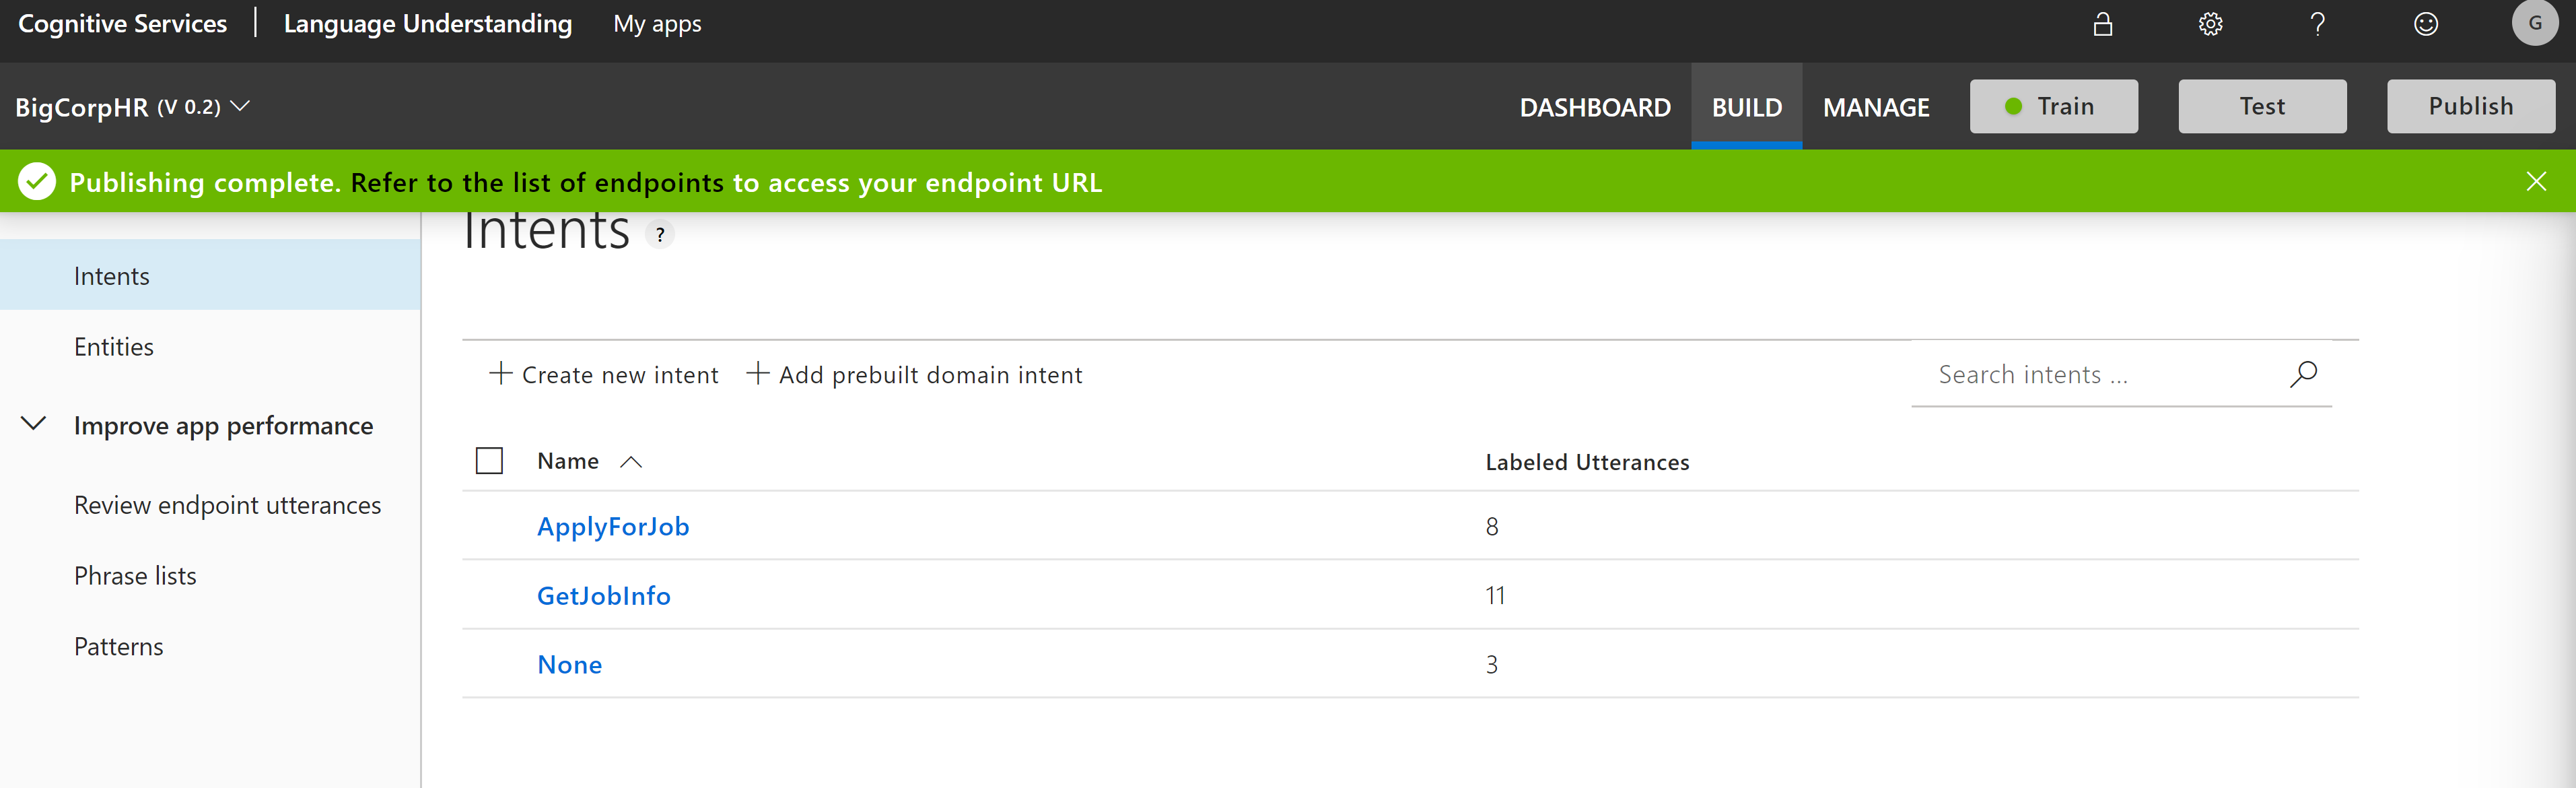 Cognitive Services | Language Understanding My apps ? G
BigCorpHR (V 0.2) DASHBOARD BUILD MANAGE Train Test Publish
Publishing complete. Refer to the list of endpoints to access your endpoint URL
Intents ?
Intents
Entities
Improve app performance
Review endpoint utterances
Phrase lists
Patterns
+ Create new intent + Add prebuilt domain intent Search intents ...
Name Labeled Utterances
ApplyForJob 8
GetJobInfo 11
None 3